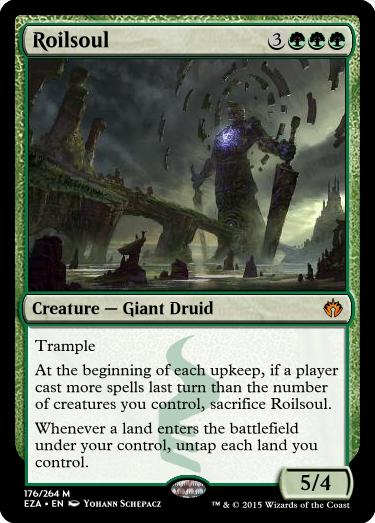 Roilsoul 3
Creature — Giant Druid
Trample
At the beginning of each upkeep, if a player
cast more spells last turn than the number
of creatures you control, sacrifice Roilsoul.
Whenever a land enters the battlefield
under your control, untap each land you
control.
5/4
176/264 M
EZA • EN Yohann Schepacz
™ & © 2015 Wizards of the Coast